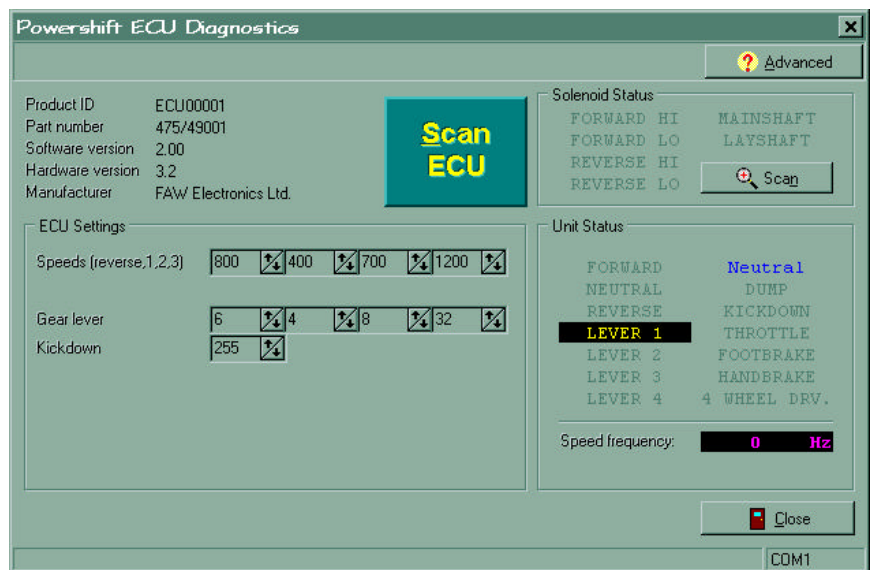 Powershift ECU Diagnostics
Advanced
Product ID ECU00001
Part number 475/49001
Software version 2.00
Hardware version 3.2
Manufacturer FAW Electronics Ltd.
Scan
ECU
Solenoid Status
FORWARD HI MAINSHAFT
FORWARD LO LAYSHAFT
REVERSE HI
REVERSE LO
Scan
ECU Settings
Speeds (reverse,1,2,3) 800 400 700 1200
Gear lever 6 4 8 32
Kickdown 255
Unit Status
FORWARD Neutral
NEUTRAL DUMP
REVERSE KICKDOWN
LEVER 1 THROTTLE
LEVER 2 FOOTBRAKE
LEVER 3 HANDBRAKE
LEVER 4 4 WHEEL DRV.
Speed frequency: 0 Hz
Close
COM1